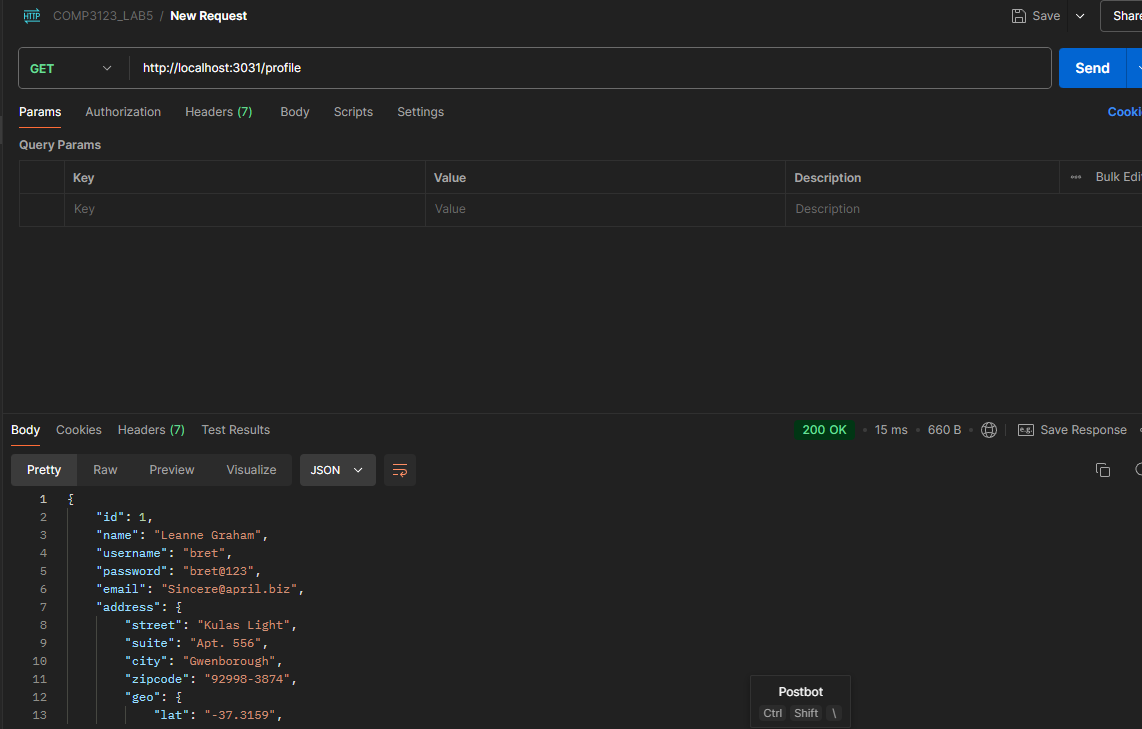 HTTP COMP3123_LAB5 / New Request Save
GET http://localhost:3031/profile Send
Params Authorization Headers (7) Body Scripts Settings
Query Params
Key Value Description
Key Value Description
Body Cookies Headers (7) Test Results 200 OK • 15 ms • 660 B • e.g. Save Response
Pretty Raw Preview Visualize JSON
1 {
2 "id": 1,
3 "name": "Leanne Graham",
4 "username": "bret",
5 "password": "bret@123",
6 "email": "Sincere@april.biz",
7 "address": {
8 "street": "Kulas Light",
9 "suite": "Apt. 556",
10 "city": "Gwenborough",
11 "zipcode": "92998-3874",
12 "geo": {
13 "lat": "-37.3159",
Postbot
Ctrl Shift \